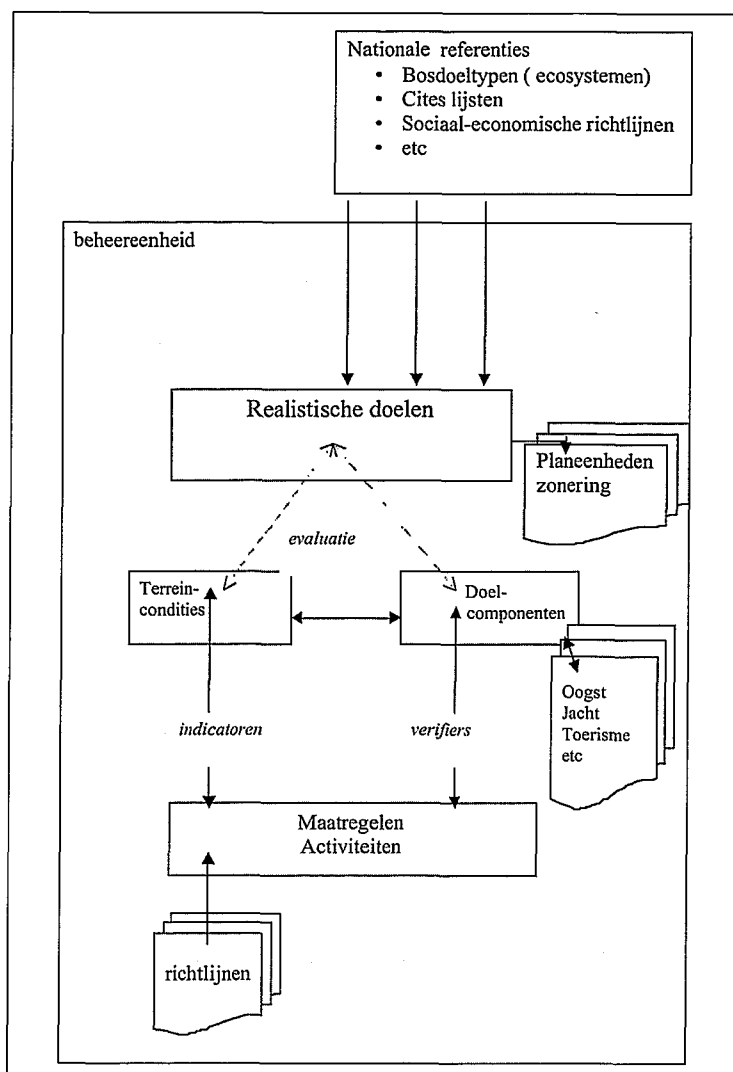 Nationale referenties
• Bosdoeltypen ( ecosystemen)
• Cites lijsten
• Sociaal-economische richtlijnen
• etc
beheereenheid
Realistische doelen
Planeenheden
zonering
evaluatie
Terrein-
condities
Doel-
componenten
Oogst
Jacht
Toerisme
etc
indicatoren
verifiers
Maatregelen
Activiteiten
richtlijnen